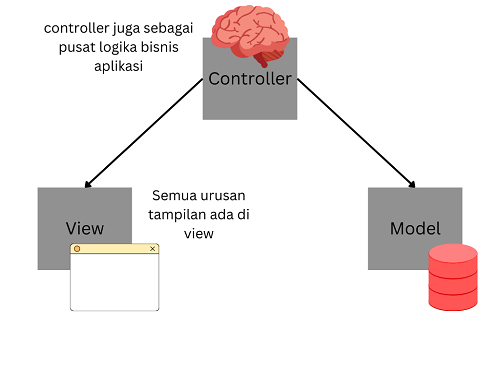 controller juga sebagai
pusat logika bisnis
aplikasi
Controller
View
Semua urusan
tampilan ada di
view
Model